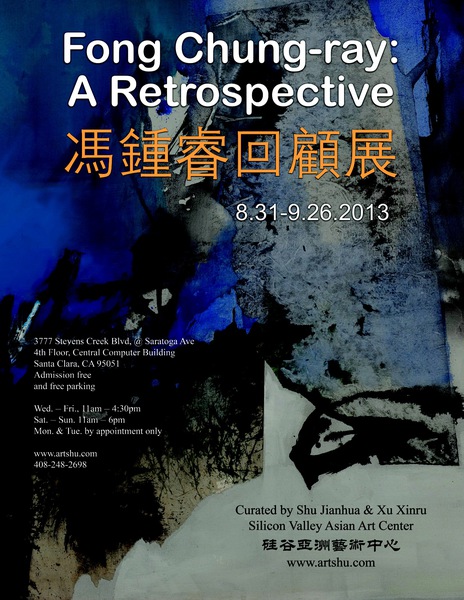 Fong Chung-ray:
A Retrospective
馮鍾睿回顧展
8.31-9.26.2013
3777 Stevens Creek Blvd, @ Saratoga Ave
4th Floor, Central Computer Building
Santa Clara, CA 95051
Admission free
and free parking
Wed. – Fri., 11am – 4:30pm
Sat. – Sun. 11am – 6pm
Mon. & Tue. by appointment only
www.artshu.com
408-248-2698
Curated by Shu Jianhua & Xu Xinru
Silicon Valley Asian Art Center
硅谷亞洲藝術中心
www.artshu.com